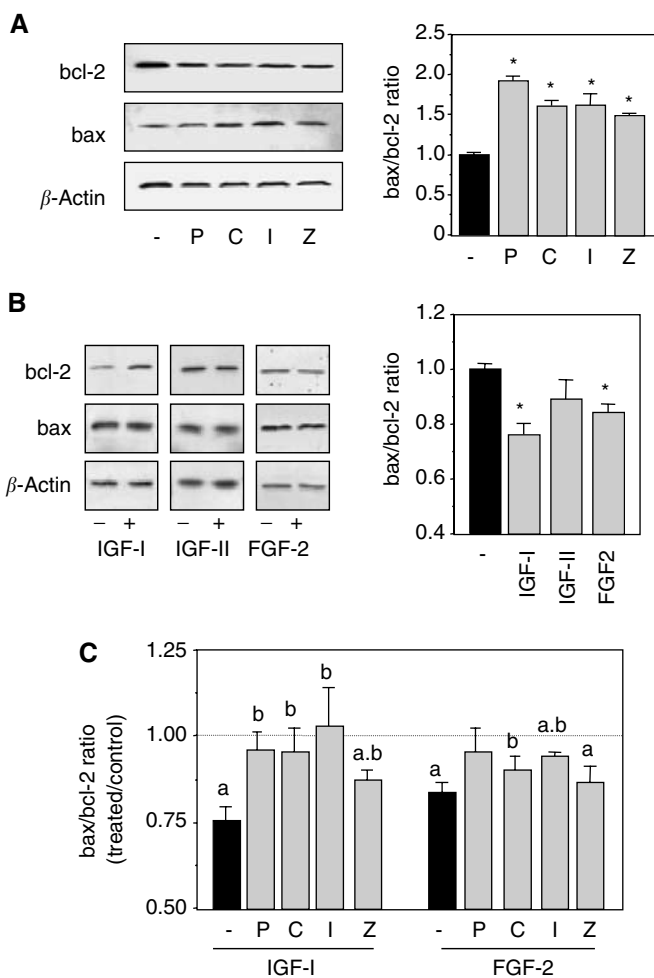 A
bcl-2
bax
β-Actin
- P C I Z
bax/bcl-2 ratio
2.5
2.0
1.5
1.0
0.5
0
* * * *
- P C I Z
B
bcl-2
bax
β-Actin
– + – + – +
IGF-I IGF-II FGF-2
bax/bcl-2 ratio
1.2
1.0
0.8
0.6
0.4
* *
- IGF-I IGF-II FGF2
C
bax/bcl-2 ratio
(treated/control)
1.25
1.00
0.75
0.50
a b b b a.b a b a.b a
- P C I Z - P C I Z
IGF-I FGF-2